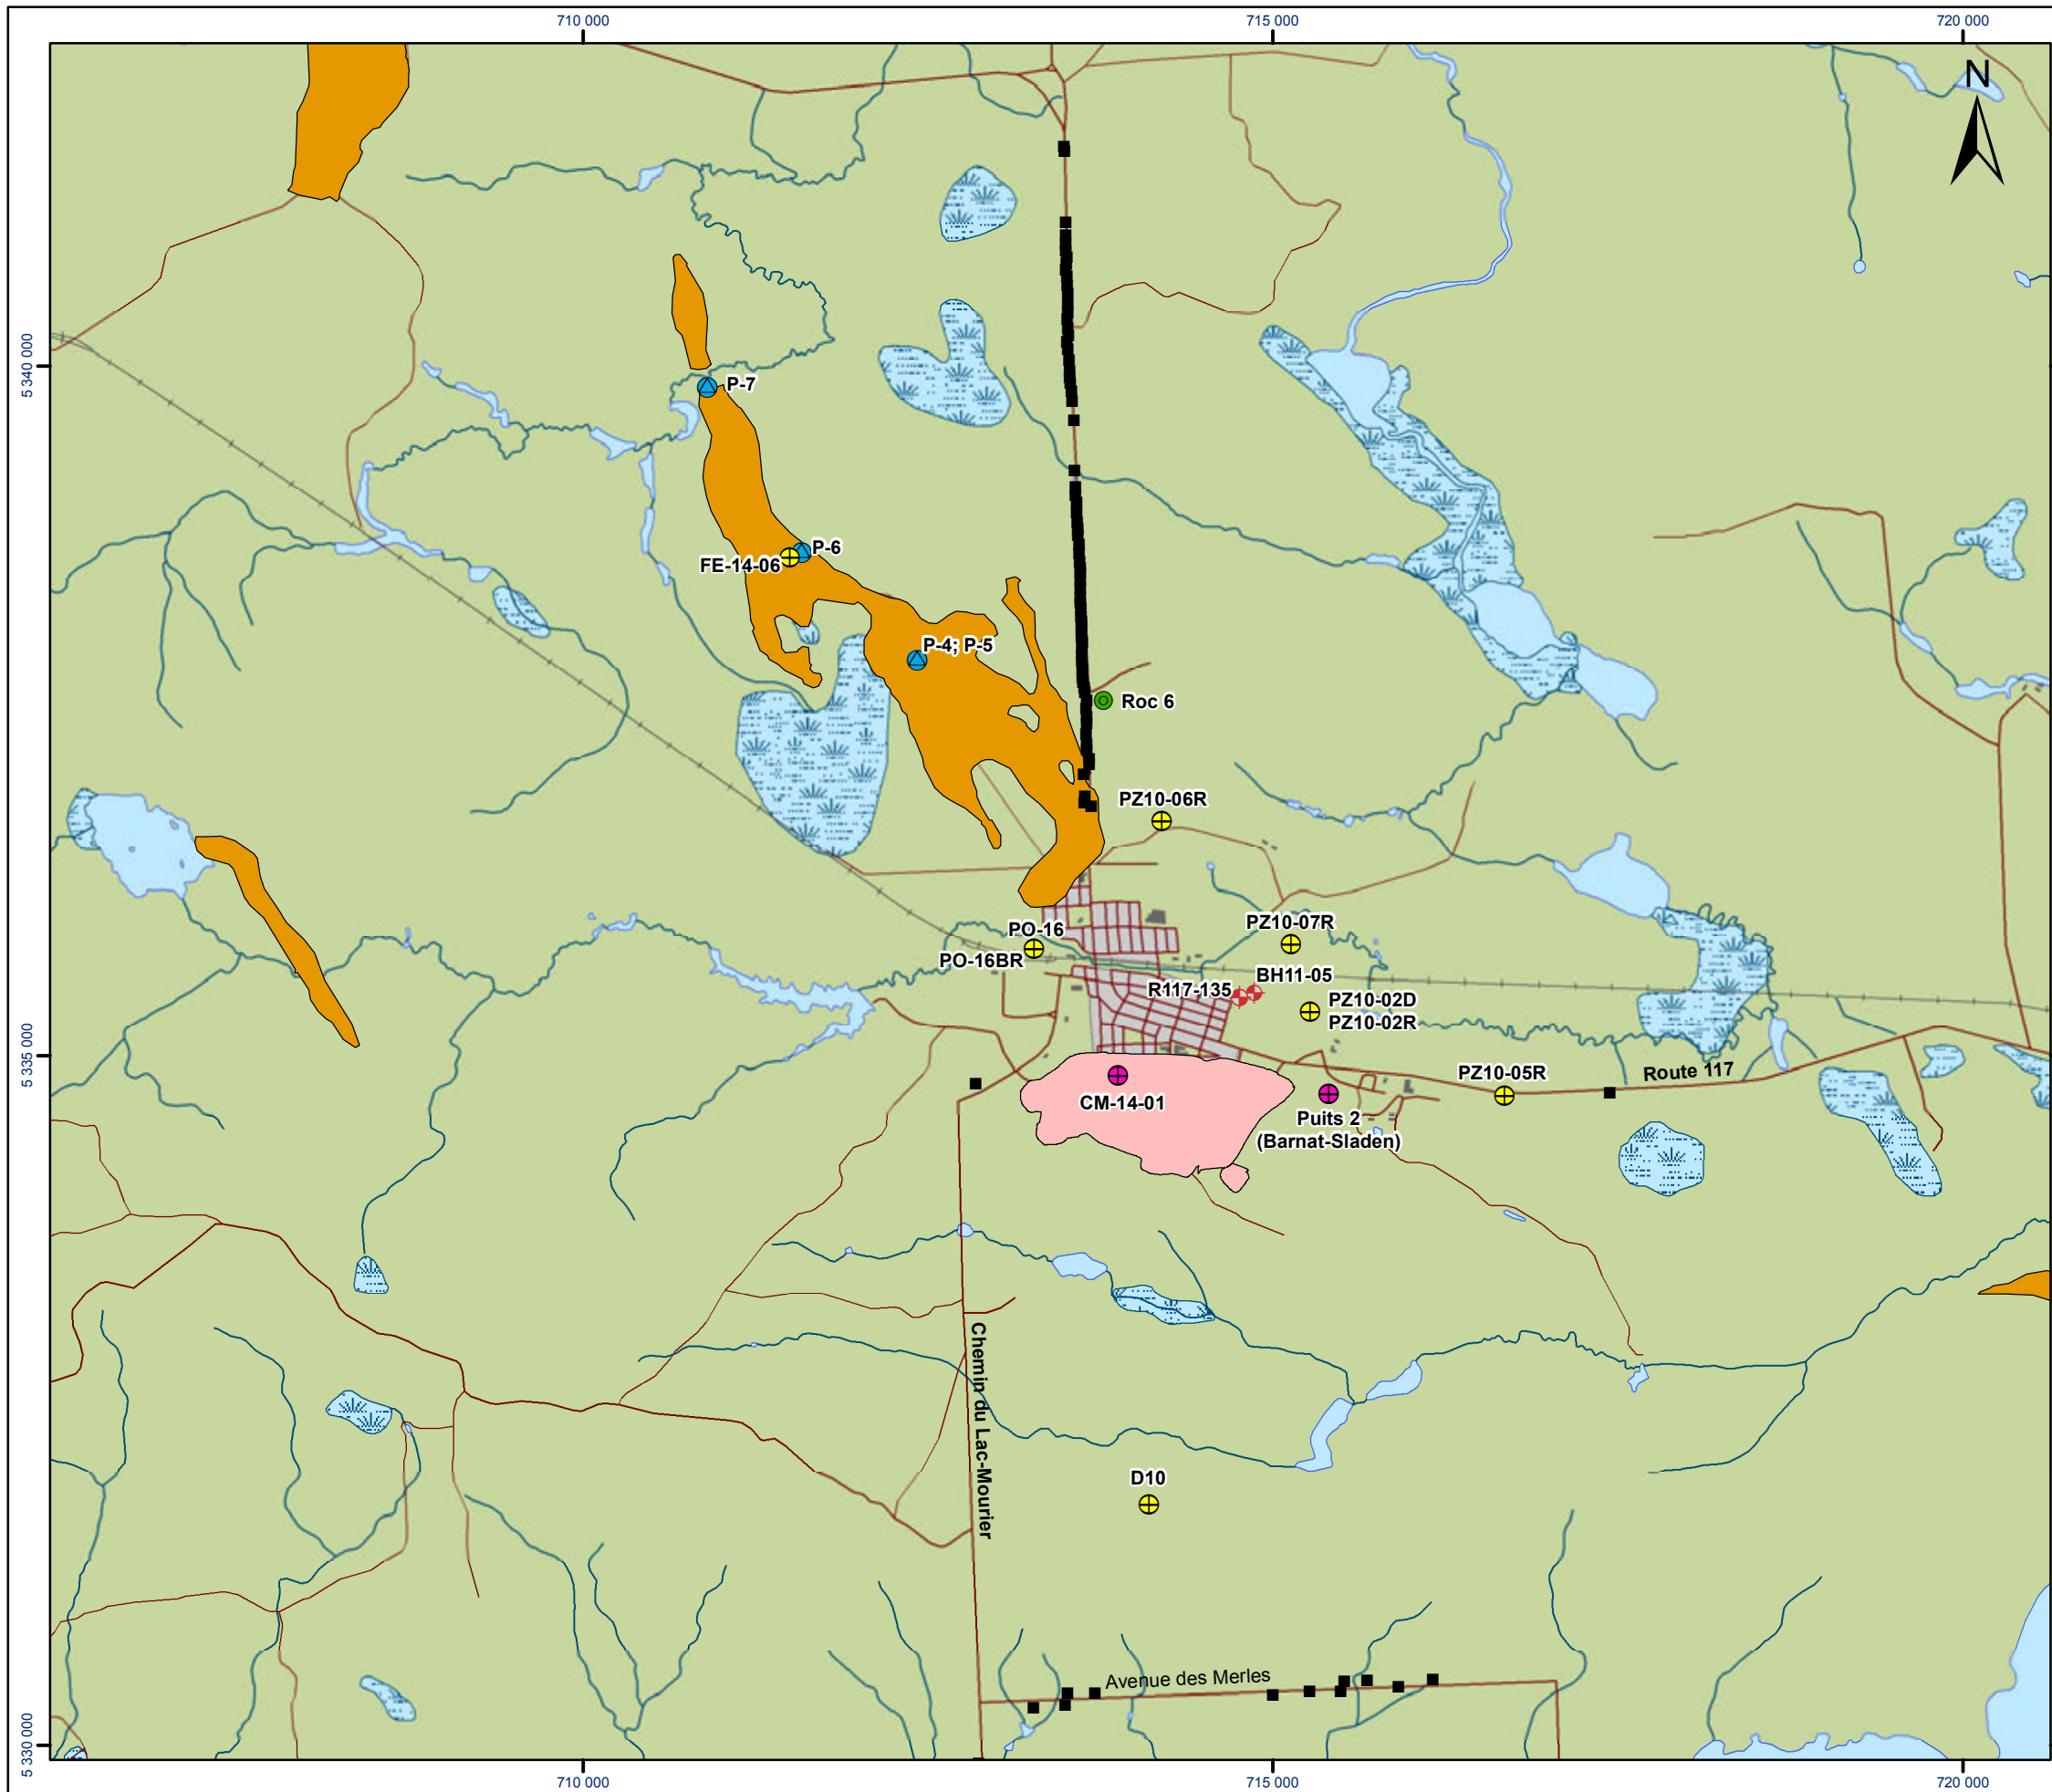 710 000
715 000
720 000
N
5 340 000
P-7
P-6
FE-14-06
P-4; P-5
Roc 6
PZ10-06R
PO-16
PO-16BR
PZ10-07R
BH11-05
R117-135
PZ10-02D
PZ10-02R
5 335 000
PZ10-05R
Route 117
CM-14-01
Puits 2
(Barnat-Sladen)
Chemin du Lac-Mourier
D10
Avenue des Merles
5 330 000
710 000
715 000
720 000